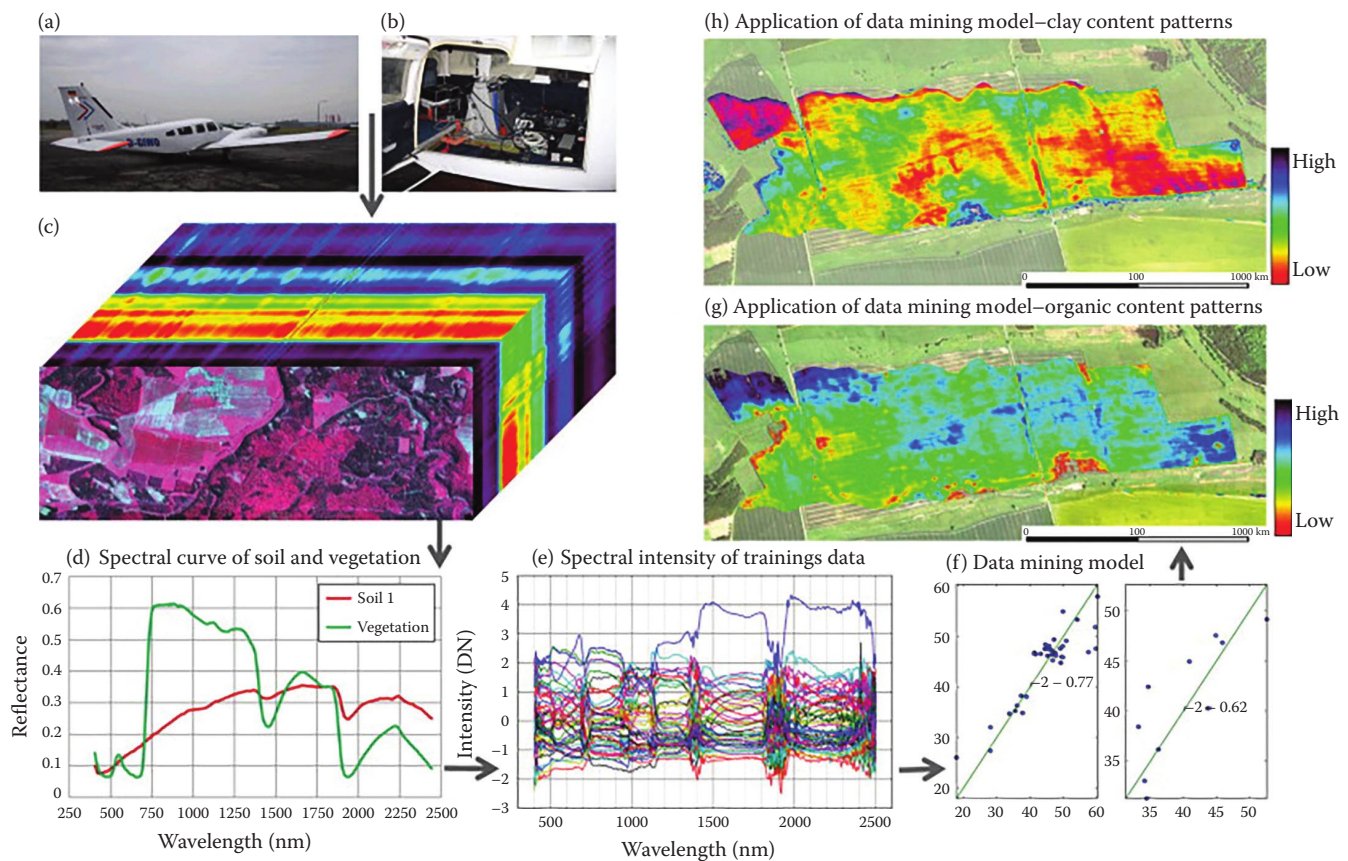 (a)
(b)
D-GIMO
(c)
(h) Application of data mining model–clay content patterns
High
Low
0 100 1000 km
(g) Application of data mining model–organic content patterns
High
Low
0 100 1000 km
(d) Spectral curve of soil and vegetation
0.7
0.6
0.5
0.4
0.3
0.2
0.1
0
Reflectance
Soil 1
Vegetation
250 500 750 1000 1250 1500 1750 2000 2250 2500
Wavelength (nm)
(e) Spectral intensity of trainings data
5
4
3
2
1
0
−1
−2
−3
Intensity (DN)
500 1000 1500 2000 2500
Wavelength (nm)
(f) Data mining model
60
50
40
30
20
−2 – 0.77
20 30 40 50 60
50
45
40
35
−2 – 0.62
35 40 45 50